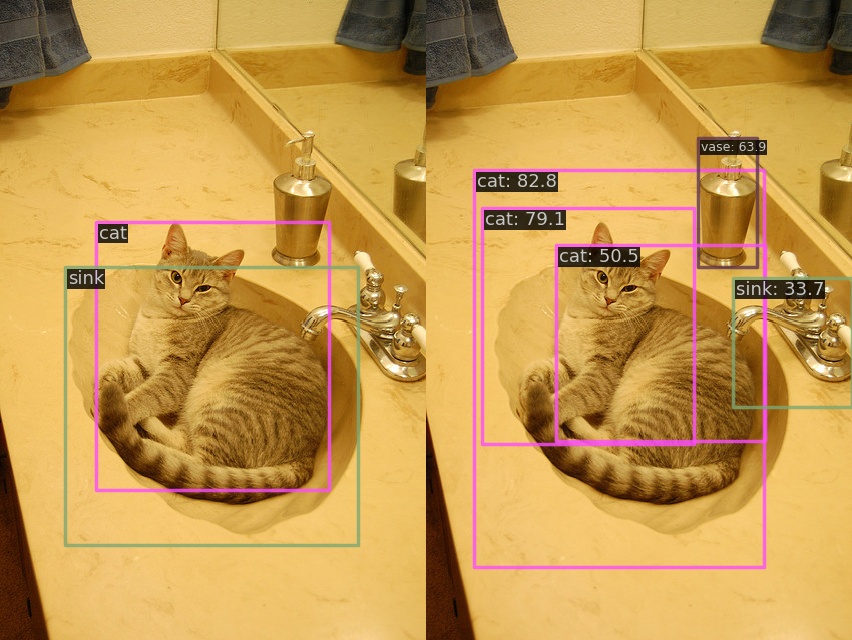 cat
sink
vase: 63.9
cat: 82.8
cat: 79.1
cat: 50.5
sink: 33.7